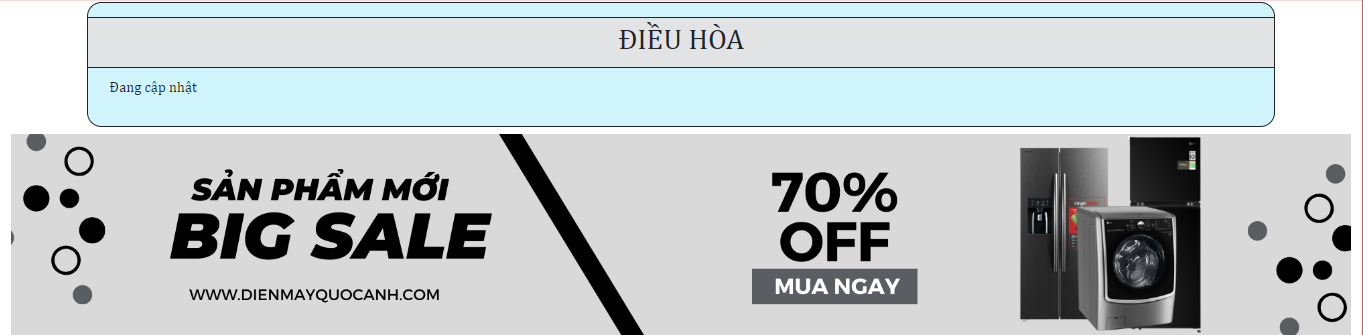 ĐIỀU HÒA
Đang cập nhật
SẢN PHẨM MỚI
BIG SALE
WWW.DIENMAYQUOCANH.COM
70%
OFF
MUA NGAY